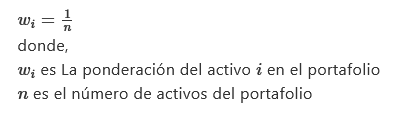 wᵢ = 1/n
donde,
wᵢ es La ponderación del activo i en el portafolio
n es el número de activos del portafolio